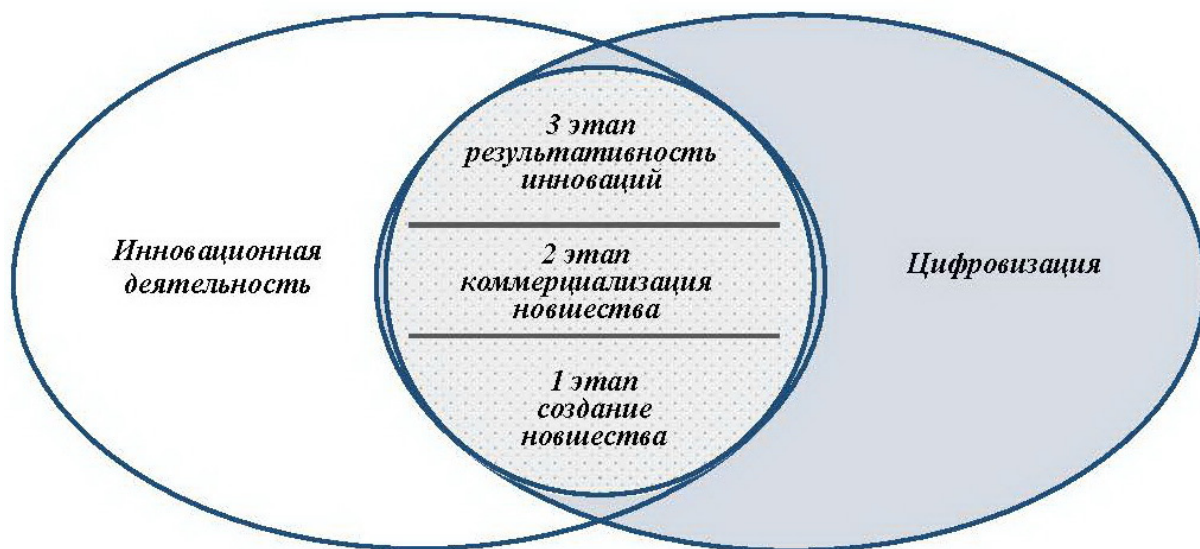 Инновационная
деятельность
3 этап
результативность
инноваций
2 этап
коммерциализация
новшества
1 этап
создание
новшества
Цифровизация